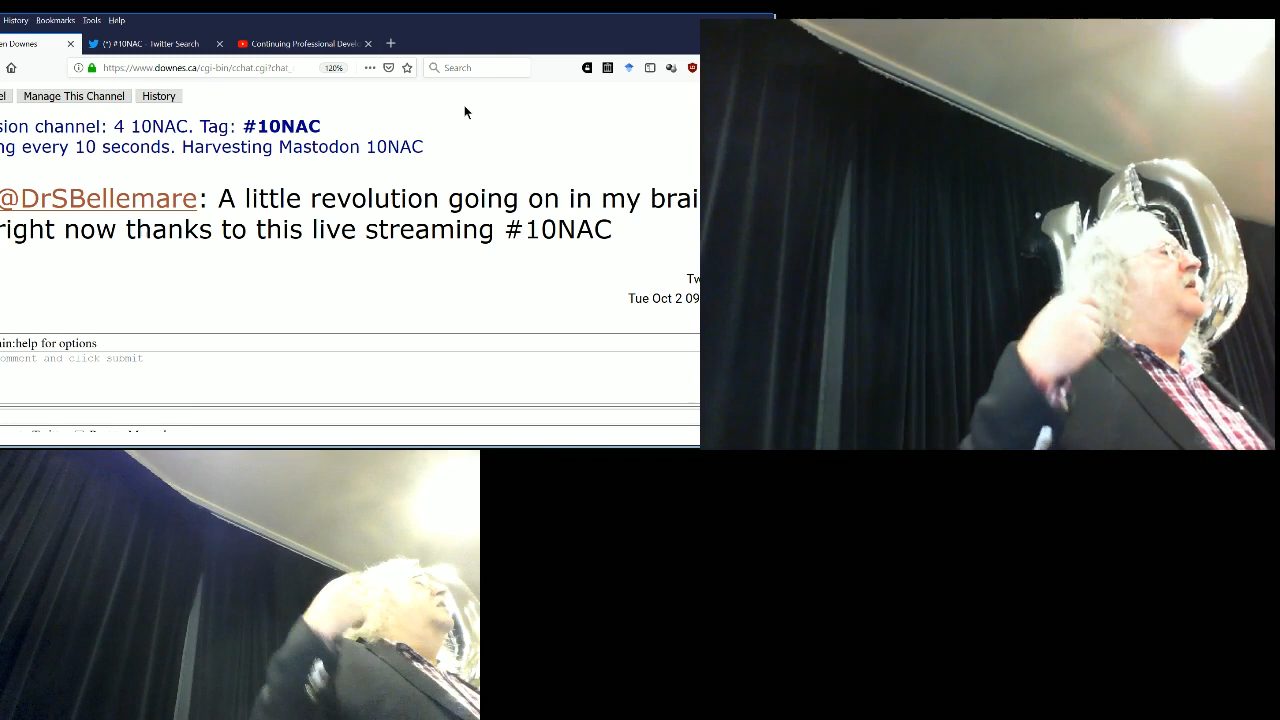 History Bookmarks Tools Help
en Downes
(*) #10NAC - Twitter Search
Continuing Professional Devel
https://www.downes.ca/cgi-bin/cchat.cgi?chat_
120%
Search
el
Manage This Channel
History
sion channel: 4 10NAC. Tag: #10NAC
ng every 10 seconds. Harvesting Mastodon 10NAC
@DrSBellemare: A little revolution going on in my brai
right now thanks to this live streaming #10NAC
Tw
Tue Oct 2 09
in:help for options
omment and click submit